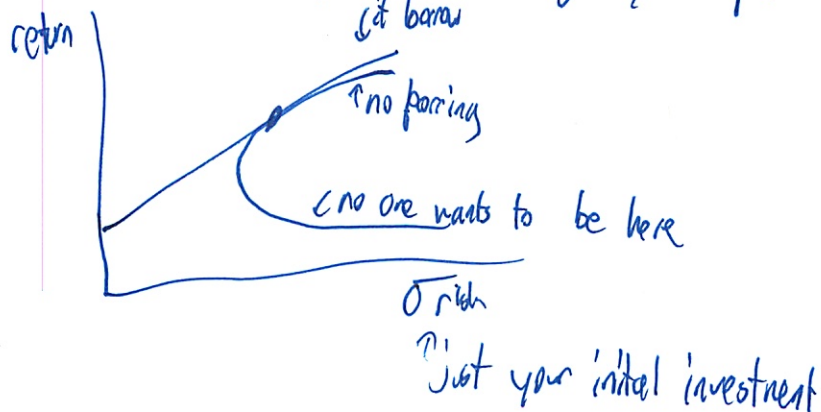 return
↓if borrow
↑no borring
↙no one wants to be here
σ risk
↑just your initial investment